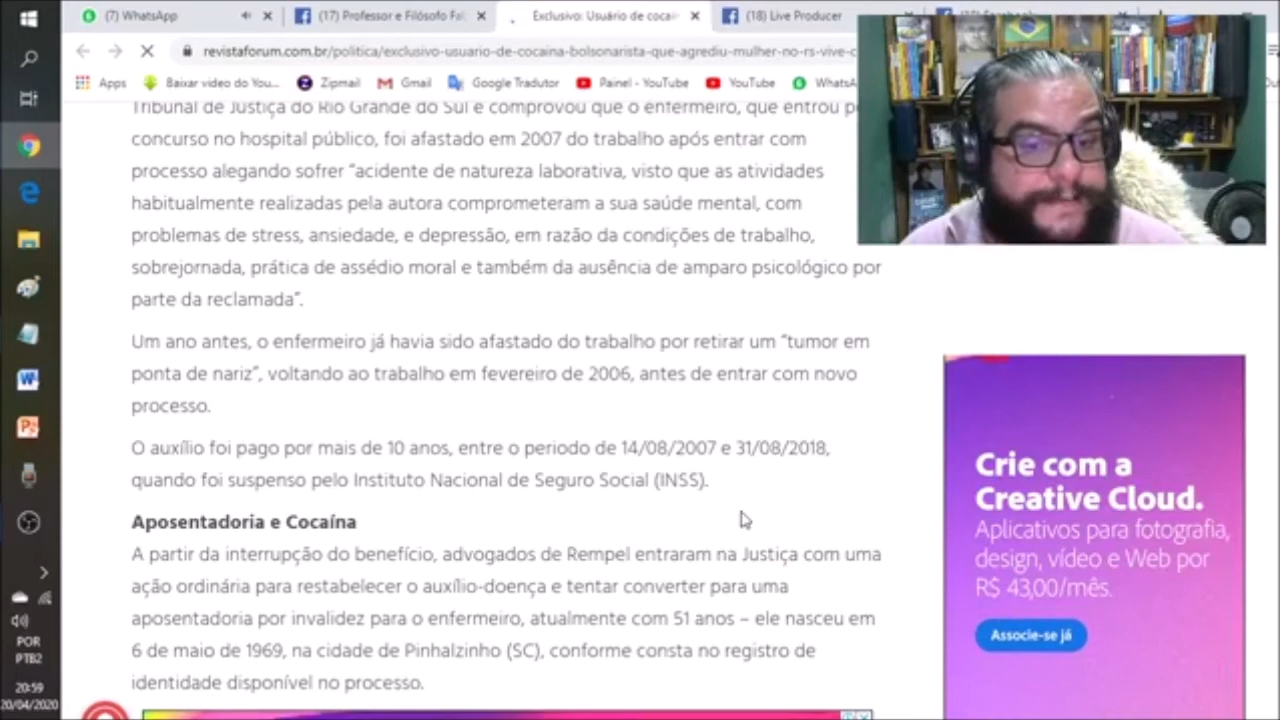 (7) WhatsApp
(17) Professor e Filósofo Fal
Exclusivo: Usuário de cocaín
(18) Live Producer
revistaforum.com.br/politica/exclusivo-usuario-de-cocaina-bolsonarista-que-agrediu-mulher-no-rs-vive-c
Apps
Baixar video do You...
Zipmail
Gmail
Google Tradutor
Painel - YouTube
YouTube
WhatsA
Tribunal de Justiça do Rio Grande do Sul e comprovou que o enfermeiro, que entrou
concurso no hospital público, foi afastado em 2007 do trabalho após entrar com
processo alegando sofrer “acidente de natureza laborativa, visto que as atividades
habitualmente realizadas pela autora comprometeram a sua saúde mental, com
problemas de stress, ansiedade, e depressão, em razão da condições de trabalho,
sobrejornada, prática de assédio moral e também da ausência de amparo psicológico por
parte da reclamada”.
Um ano antes, o enfermeiro já havia sido afastado do trabalho por retirar um “tumor em
ponta de nariz”, voltando ao trabalho em fevereiro de 2006, antes de entrar com novo
processo.
O auxílio foi pago por mais de 10 anos, entre o periodo de 14/08/2007 e 31/08/2018,
quando foi suspenso pelo Instituto Nacional de Seguro Social (INSS).
Aposentadoria e Cocaína
A partir da interrupção do benefício, advogados de Rempel entraram na Justiça com uma
ação ordinária para restabelecer o auxílio-doença e tentar converter para uma
aposentadoria por invalidez para o enfermeiro, atualmente com 51 anos – ele nasceu em
6 de maio de 1969, na cidade de Pinhalzinho (SC), conforme consta no registro de
identidade disponível no processo.
Crie com a
Creative Cloud.
Aplicativos para fotografia,
design, vídeo e Web por
R$ 43,00/mês.
Associe-se já
POR
PTB2
20:59
20/04/2020